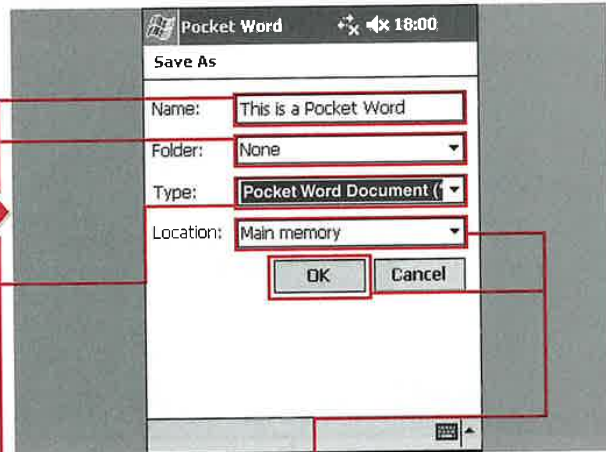 Pocket Word 18:00
Save As
Name: This is a Pocket Word
Folder: None
Type: Pocket Word Document (
Location: Main memory
OK Cancel